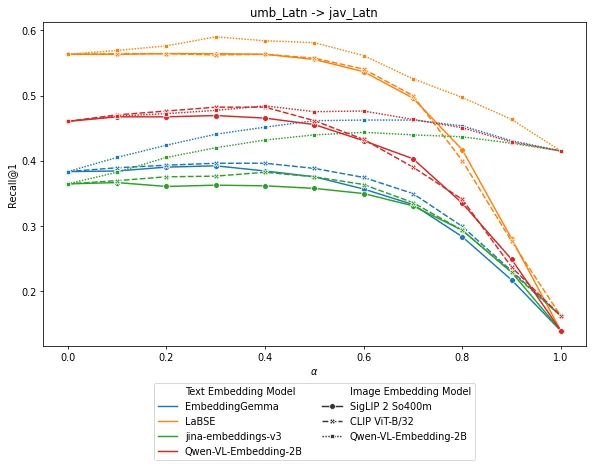 umb_Latn -> jav_Latn
Recall@1
0.6
0.5
0.4
0.3
0.2
0.0 0.2 0.4 0.6 0.8 1.0
α
Text Embedding Model Image Embedding Model
EmbeddingGemma SigLIP 2 So400m
LaBSE CLIP ViT-B/32
jina-embeddings-v3 Qwen-VL-Embedding-2B
Qwen-VL-Embedding-2B